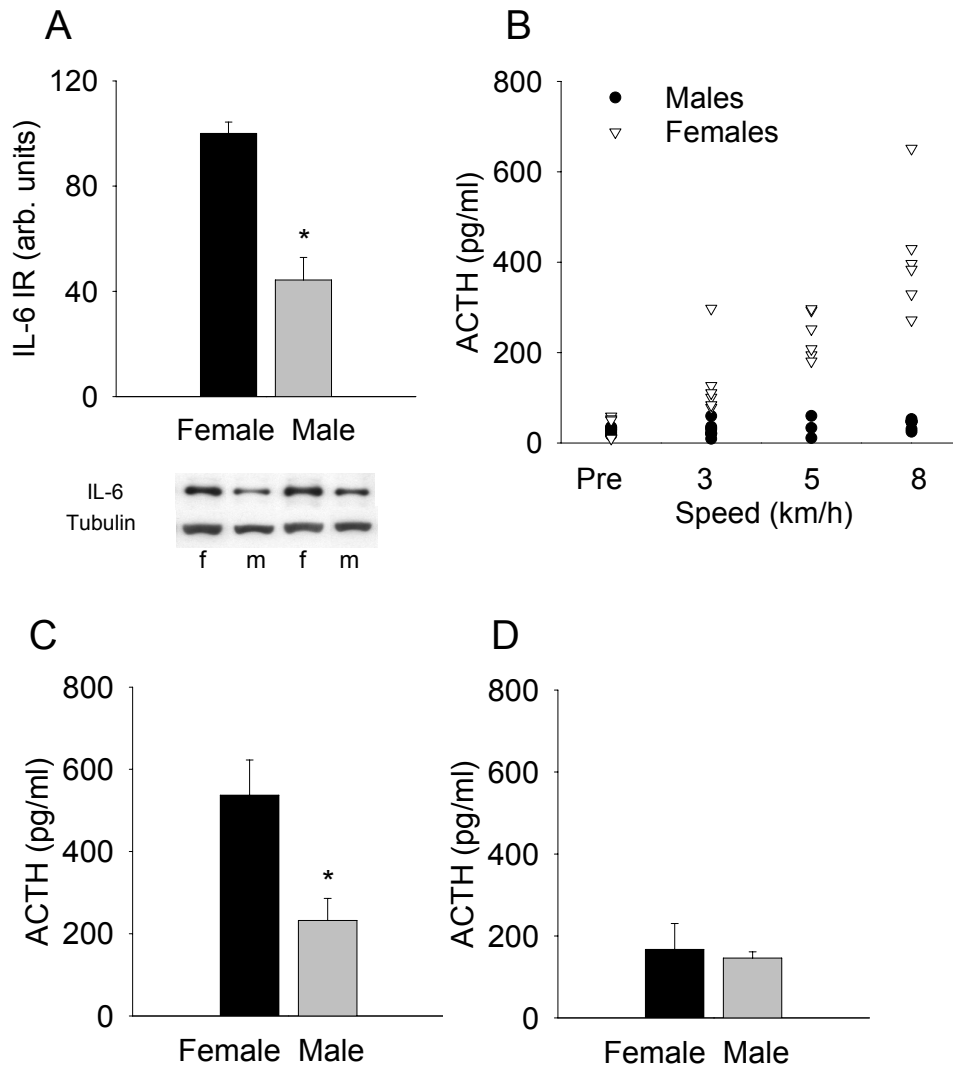 A
120
80
40
0
IL-6 IR (arb. units)
*
Female Male
IL-6
Tubulin
f m f m
B
800
600
400
200
0
ACTH (pg/ml)
Males
Females
Pre 3 5 8
Speed (km/h)
C
800
600
400
200
0
ACTH (pg/ml)
*
Female Male
D
800
600
400
200
0
ACTH (pg/ml)
Female Male